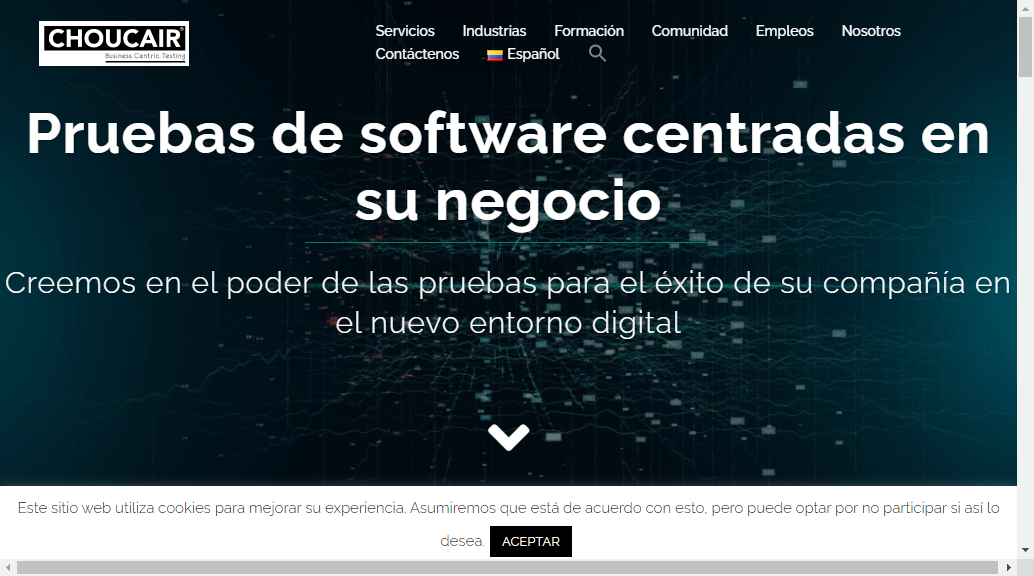 CHOUCAIR
Business Centric Testing
Servicios Industrias Formación Comunidad Empleos Nosotros
Contáctenos Español
Pruebas de software centradas en
su negocio
Creemos en el poder de las pruebas para el éxito de su compañía en
el nuevo entorno digital
Este sitio web utiliza cookies para mejorar su experiencia. Asumiremos que está de acuerdo con esto, pero puede optar por no participar si así lo
desea. ACEPTAR